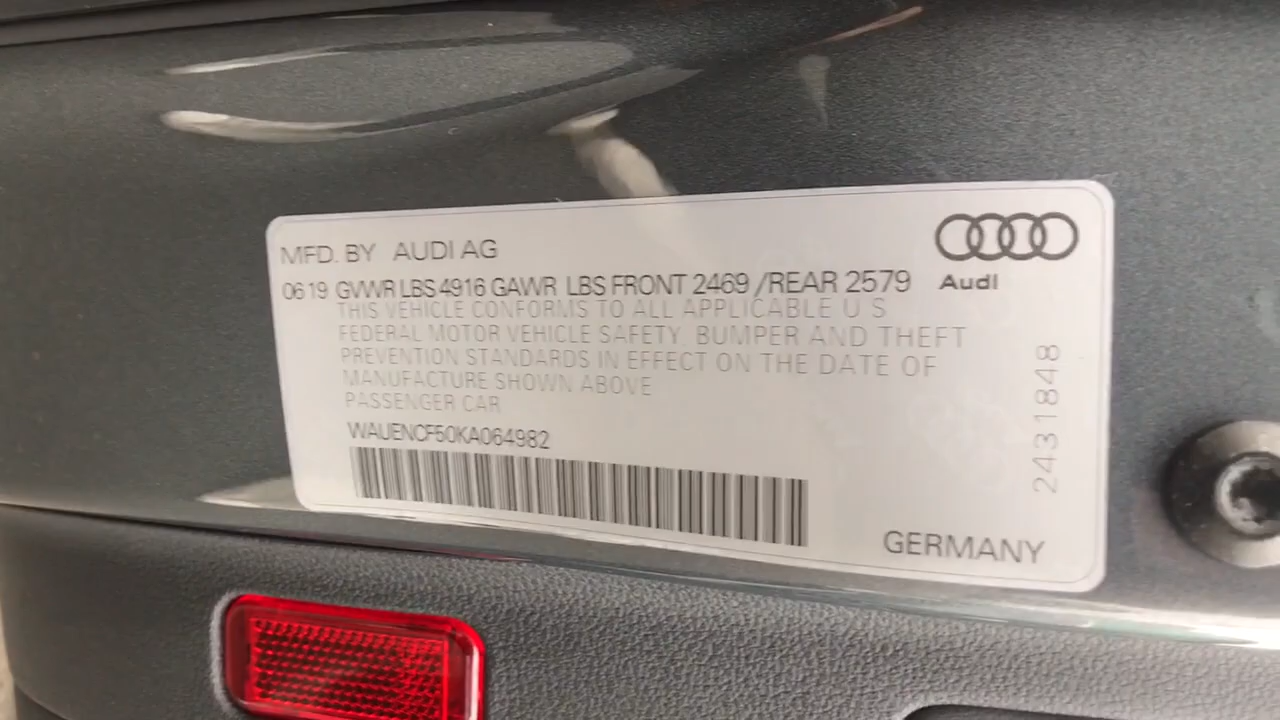 MFD. BY AUDI AG
06 19 GVWR LBS 4916 GAWR LBS FRONT 2469 /REAR 2579
Audi
THIS VEHICLE CONFORMS TO ALL APPLICABLE U S
FEDERAL MOTOR VEHICLE SAFETY, BUMPER AND THEFT
PREVENTION STANDARDS IN EFFECT ON THE DATE OF
MANUFACTURE SHOWN ABOVE
PASSENGER CAR
WAUENCF50KA064982
2431848
GERMANY